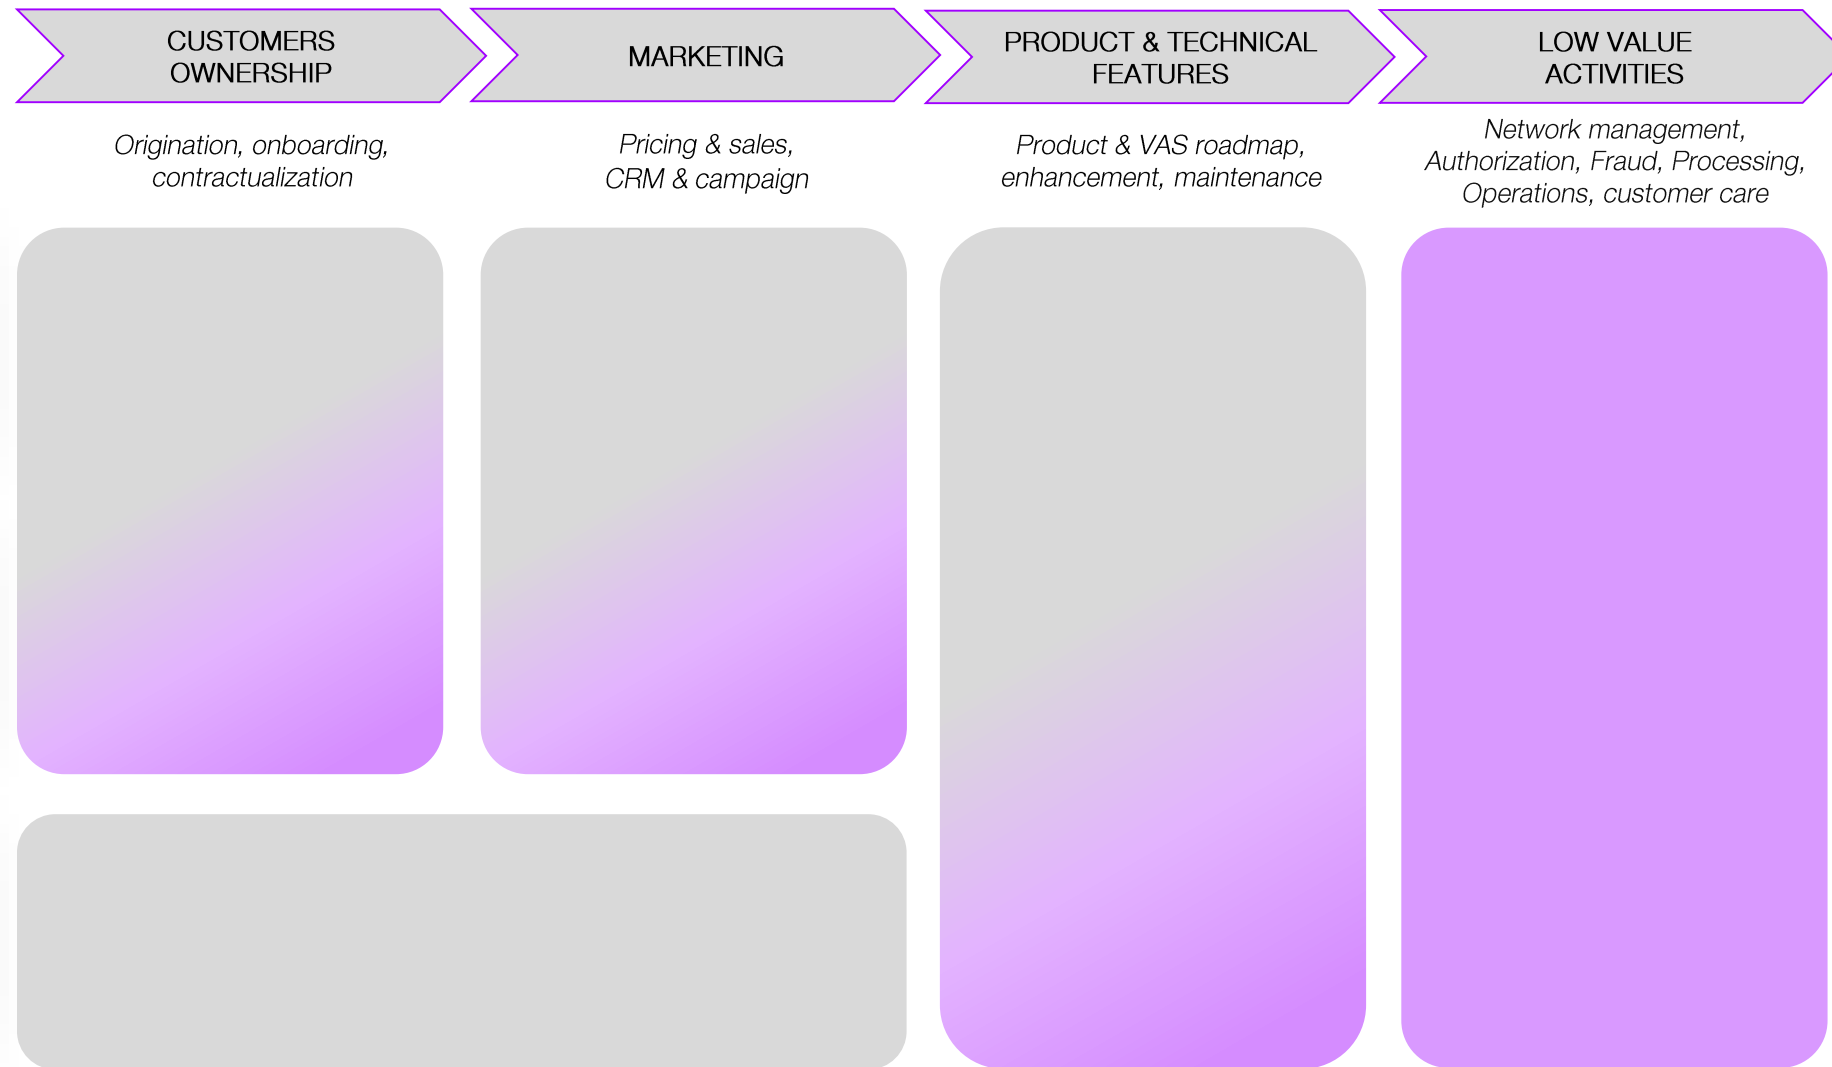 CUSTOMERS
OWNERSHIP
MARKETING
PRODUCT & TECHNICAL
FEATURES
LOW VALUE
ACTIVITIES
Origination, onboarding,
contractualization
Pricing & sales,
CRM & campaign
Product & VAS roadmap,
enhancement, maintenance
Network management,
Authorization, Fraud, Processing,
Operations, customer care